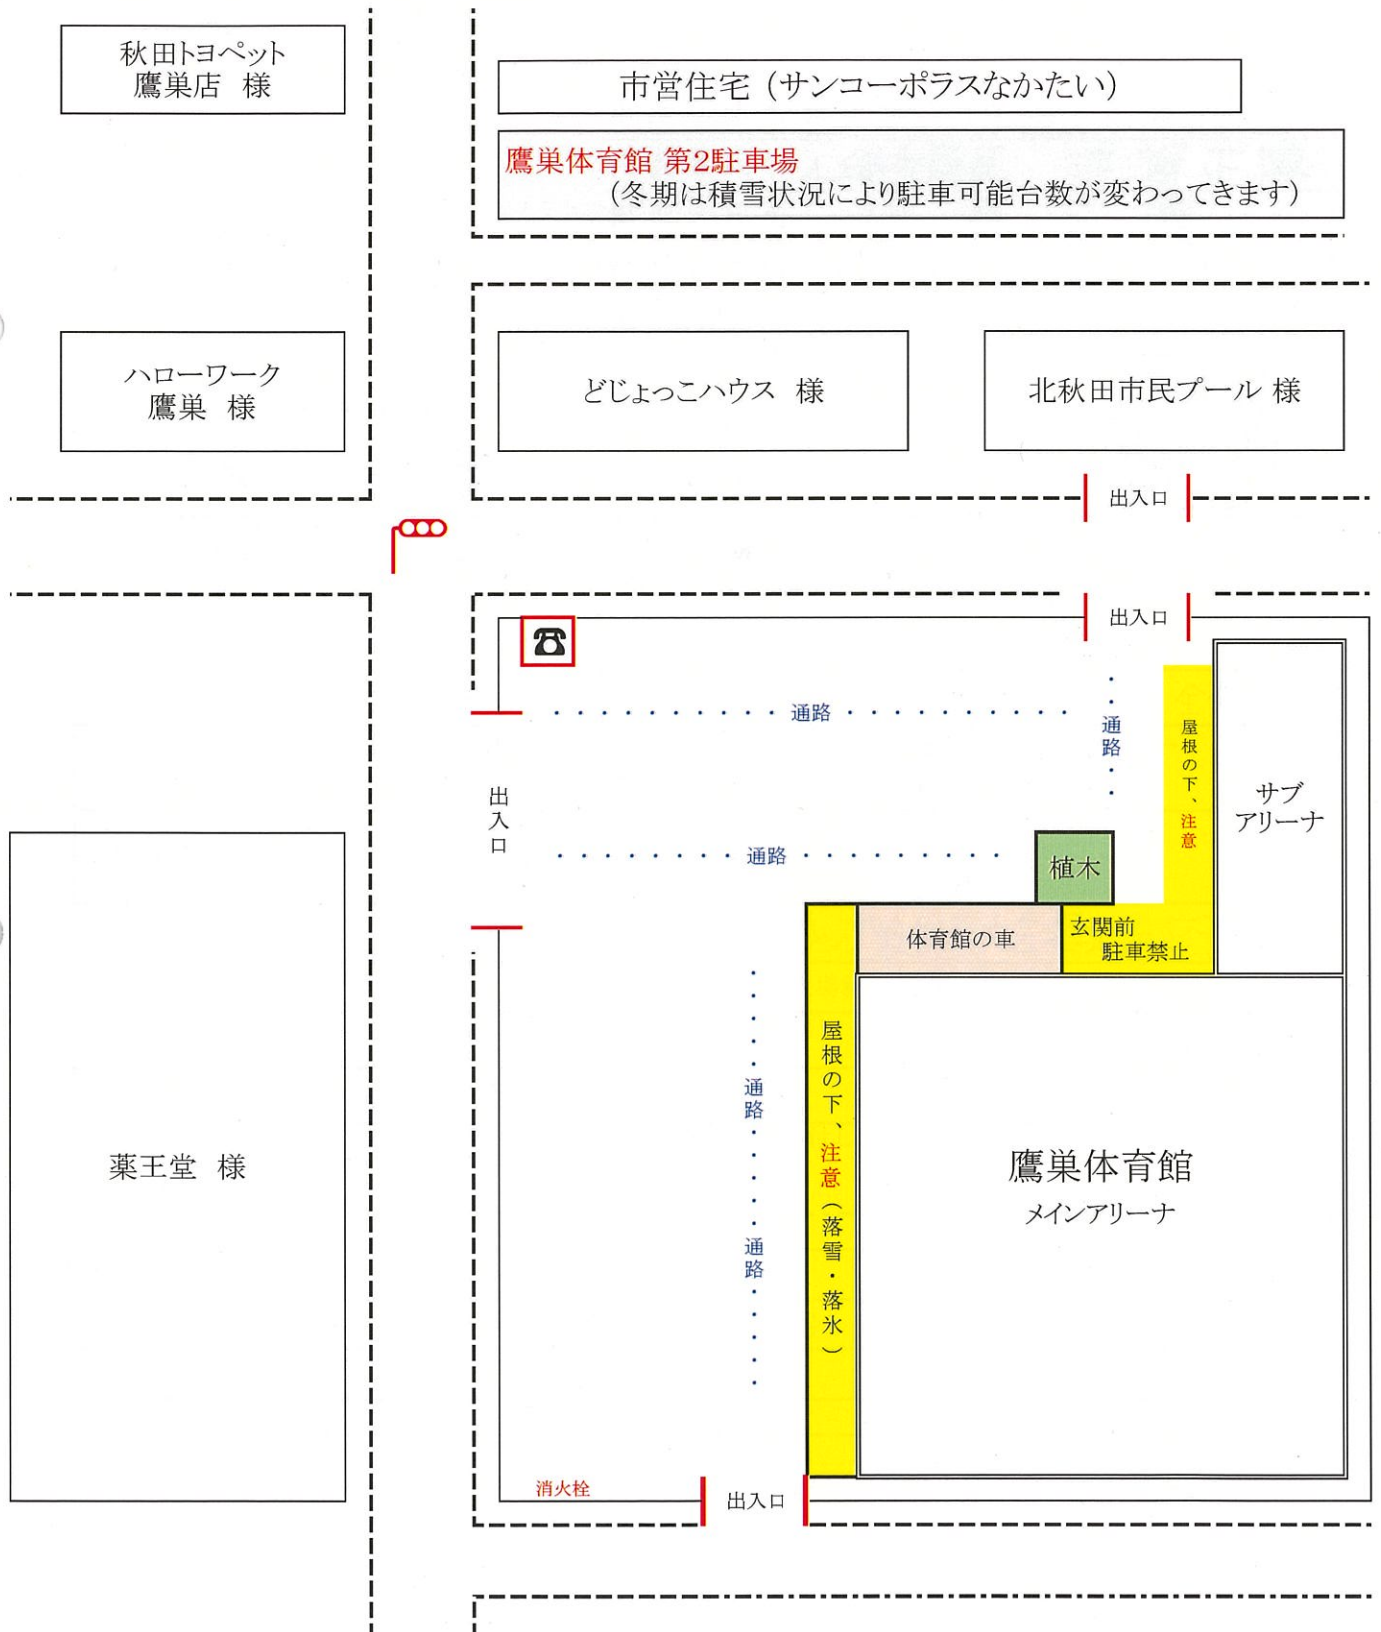 秋田トヨペット
鷹巣店 様
市営住宅（サンコーポラスなかたい）
鷹巣体育館 第2駐車場
（冬期は積雪状況により駐車可能台数が変わってきます）
ハローワーク
鷹巣 様
どじょっこハウス 様
北秋田市民プール 様
出入口
出入口
☎
・・・・・・・・・・通路・・・・・・・・・・
・・通路・・
屋根の下、注意
サブ
アリーナ
出入口
・・・・・・・・通路・・・・・・・・・
植木
体育館の車
玄関前
駐車禁止
・・・・・通路・・・・・通路・・・・・
屋根の下、注意（落雪・落氷）
薬王堂 様
鷹巣体育館
メインアリーナ
消火栓
出入口